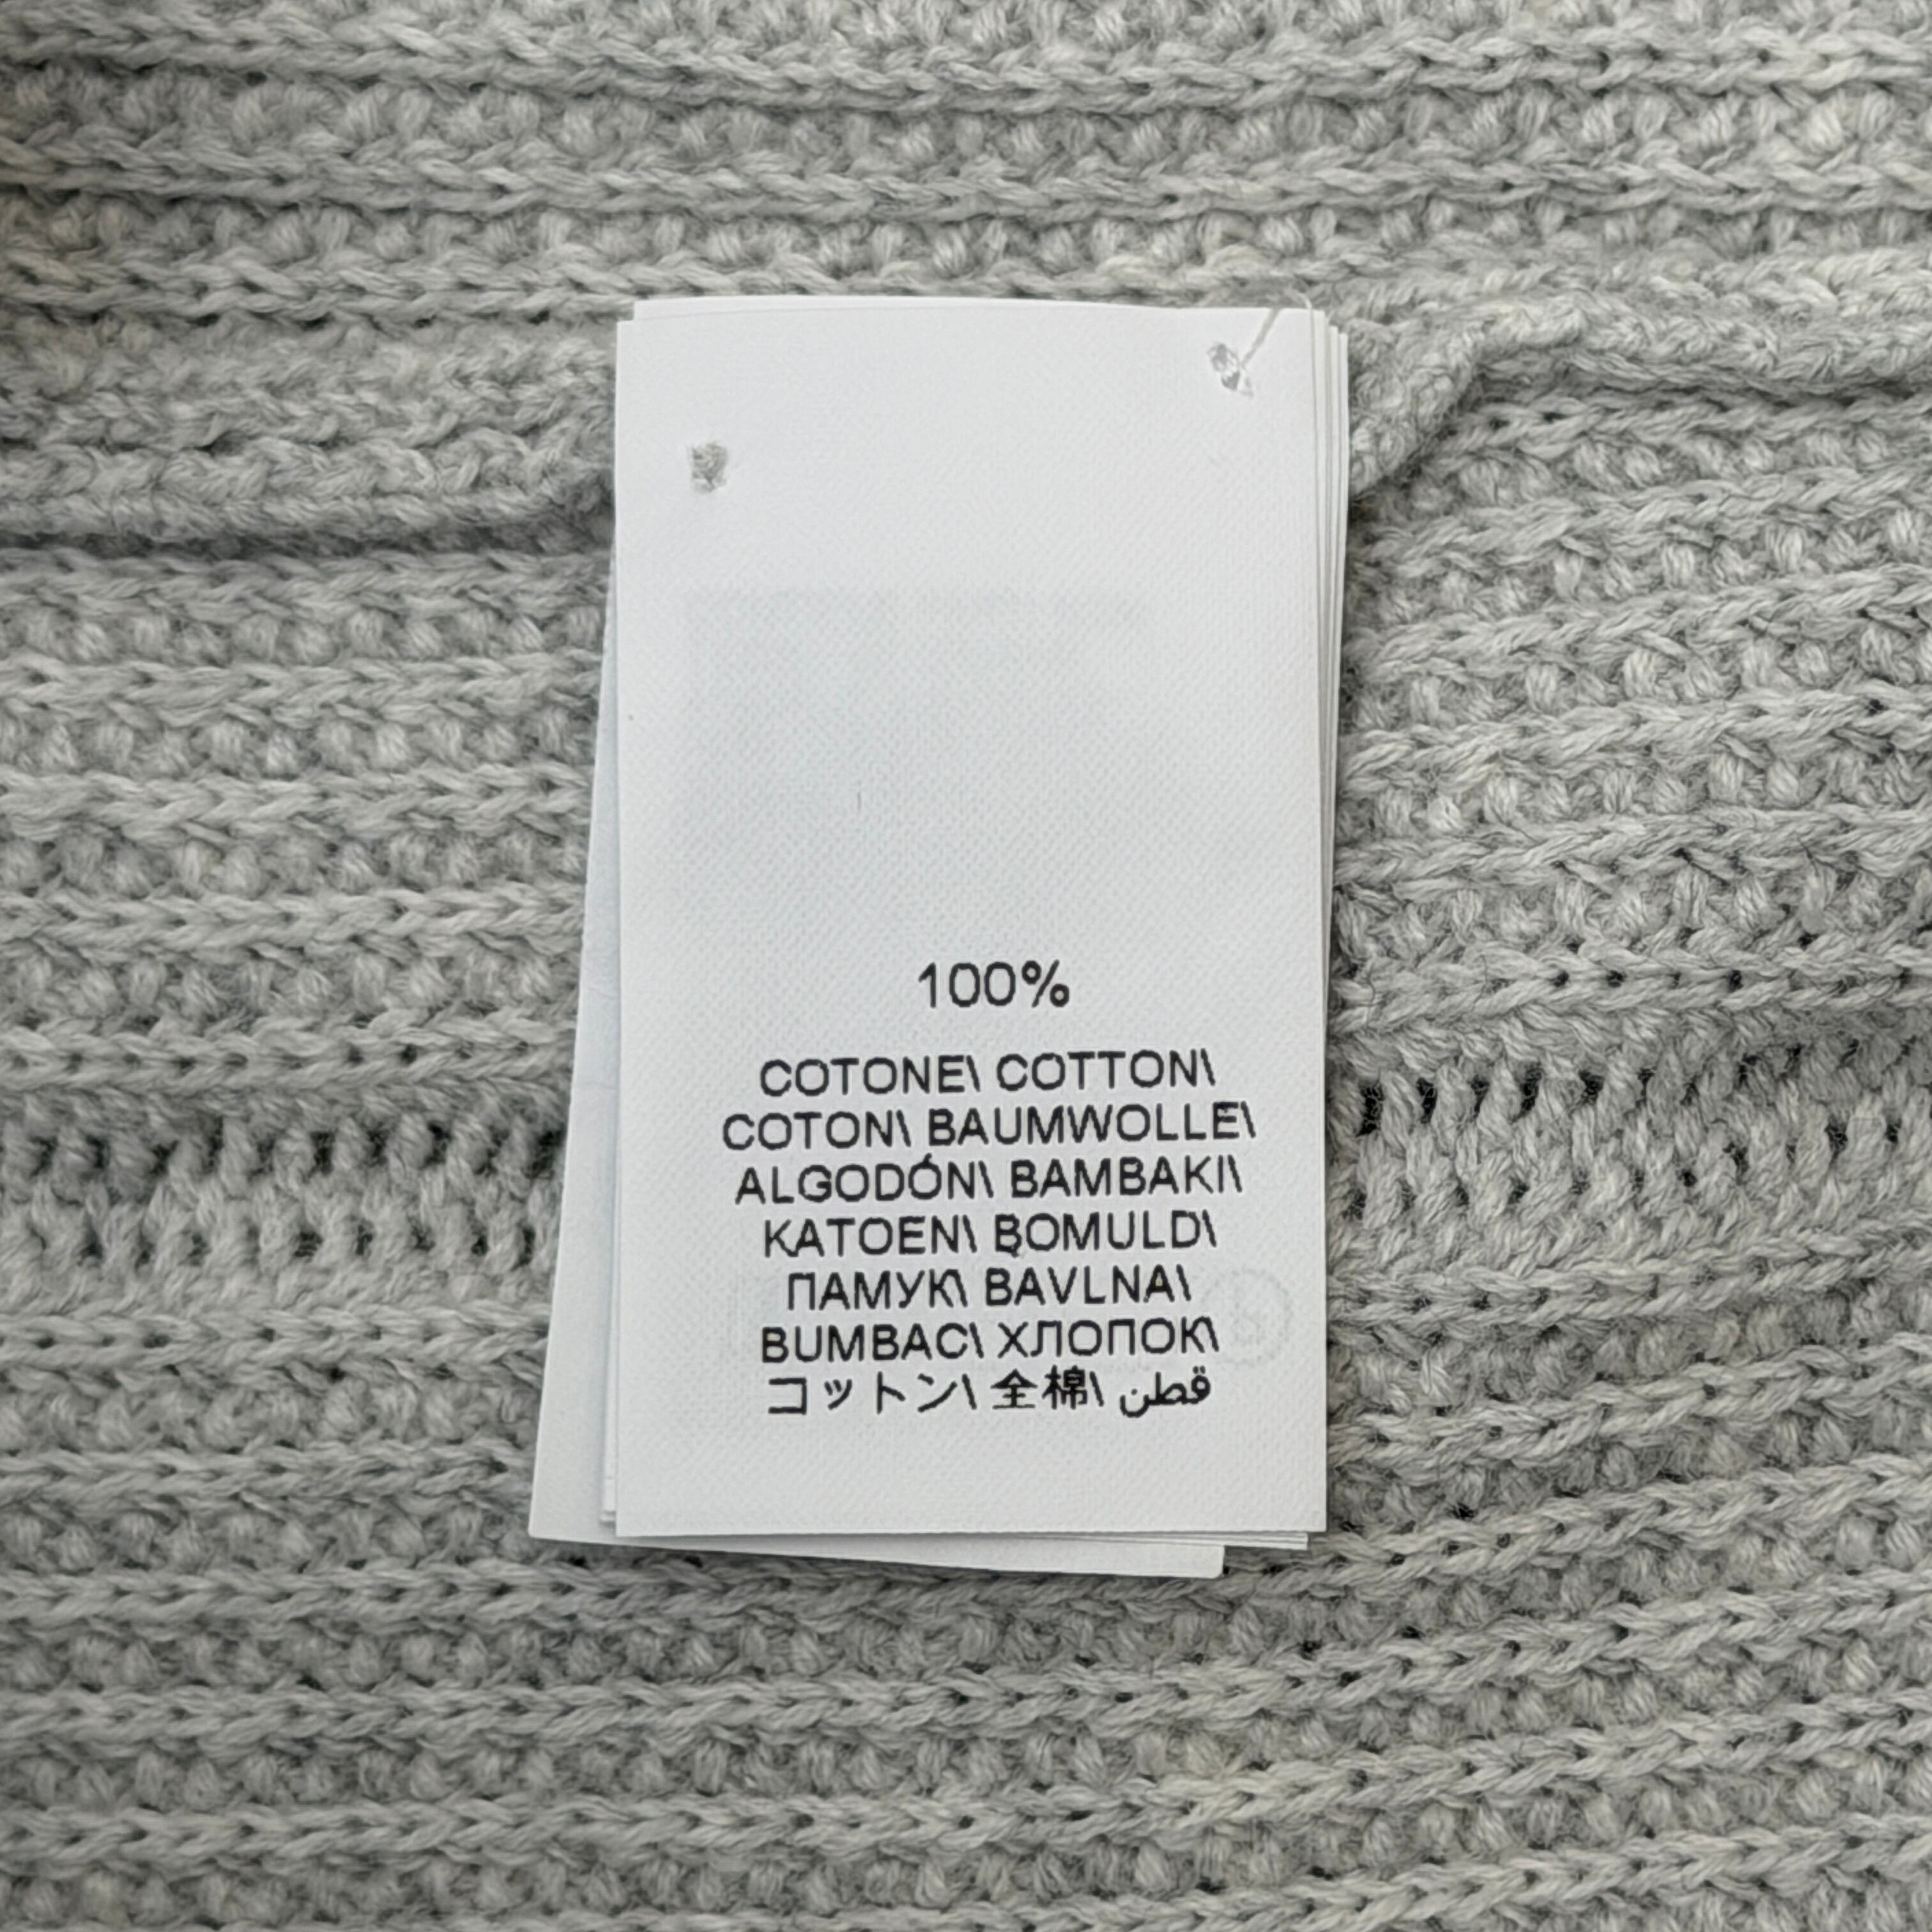 100%
COTONE\ COTTON\
COTON\ BAUMWOLLE\
ALGODÓN\ BAMBAKI\
KATOEN\ BOMULD\
ПАМУК\ BAVLNA\
BUMBAC\ ХЛОПОК\
コットン\ 全棉\ قطن